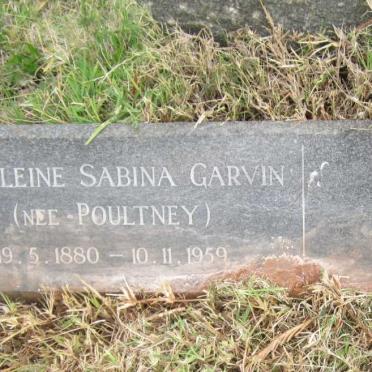 LEINE SABINA GARVIN
(NEE POULTNEY)
9.5.1880 – 10.11.1959